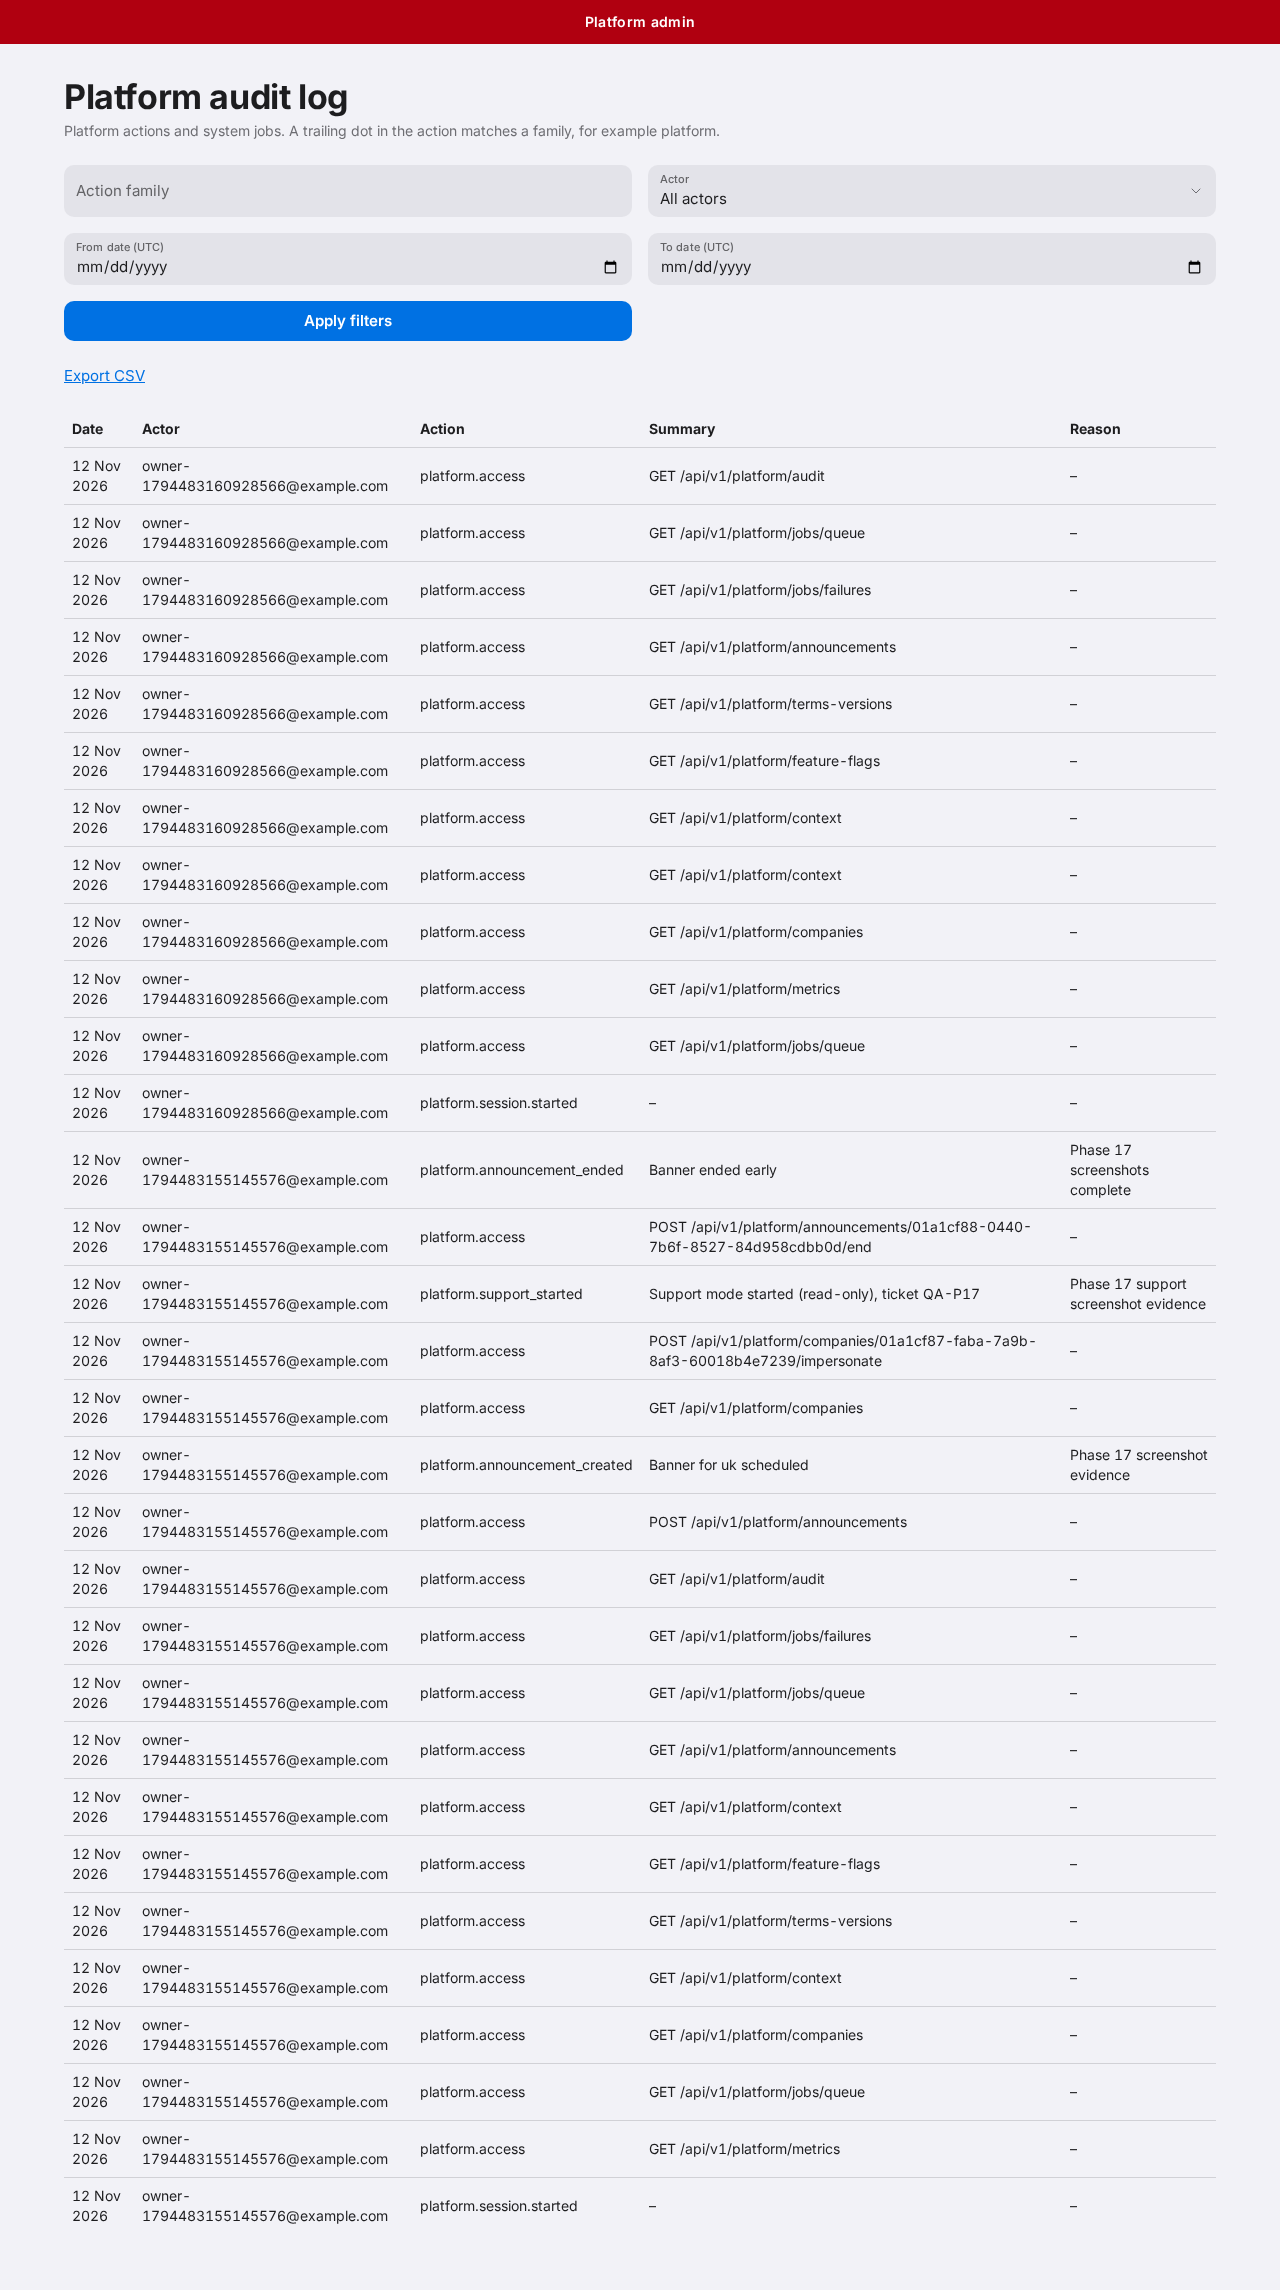 Platform admin
Platform audit log
Platform actions and system jobs. A trailing dot in the action matches a family, for example platform.
Action family
Actor
All actors
From date (UTC)
mm/dd/yyyy
To date (UTC)
mm/dd/yyyy
Apply filters
Export CSV
Date Actor Action Summary Reason
12 Nov 2026 owner-1794483160928566@example.com platform.access GET /api/v1/platform/audit –
12 Nov 2026 owner-1794483160928566@example.com platform.access GET /api/v1/platform/jobs/queue –
12 Nov 2026 owner-1794483160928566@example.com platform.access GET /api/v1/platform/jobs/failures –
12 Nov 2026 owner-1794483160928566@example.com platform.access GET /api/v1/platform/announcements –
12 Nov 2026 owner-1794483160928566@example.com platform.access GET /api/v1/platform/terms-versions –
12 Nov 2026 owner-1794483160928566@example.com platform.access GET /api/v1/platform/feature-flags –
12 Nov 2026 owner-1794483160928566@example.com platform.access GET /api/v1/platform/context –
12 Nov 2026 owner-1794483160928566@example.com platform.access GET /api/v1/platform/context –
12 Nov 2026 owner-1794483160928566@example.com platform.access GET /api/v1/platform/companies –
12 Nov 2026 owner-1794483160928566@example.com platform.access GET /api/v1/platform/metrics –
12 Nov 2026 owner-1794483160928566@example.com platform.access GET /api/v1/platform/jobs/queue –
12 Nov 2026 owner-1794483160928566@example.com platform.session.started – –
12 Nov 2026 owner-1794483155145576@example.com platform.announcement_ended Banner ended early Phase 17 screenshots complete
12 Nov 2026 owner-1794483155145576@example.com platform.access POST /api/v1/platform/announcements/01a1cf88-0440-7b6f-8527-84d958cdbb0d/end –
12 Nov 2026 owner-1794483155145576@example.com platform.support_started Support mode started (read-only), ticket QA-P17 Phase 17 support screenshot evidence
12 Nov 2026 owner-1794483155145576@example.com platform.access POST /api/v1/platform/companies/01a1cf87-faba-7a9b-8af3-60018b4e7239/impersonate –
12 Nov 2026 owner-1794483155145576@example.com platform.access GET /api/v1/platform/companies –
12 Nov 2026 owner-1794483155145576@example.com platform.announcement_created Banner for uk scheduled Phase 17 screenshot evidence
12 Nov 2026 owner-1794483155145576@example.com platform.access POST /api/v1/platform/announcements –
12 Nov 2026 owner-1794483155145576@example.com platform.access GET /api/v1/platform/audit –
12 Nov 2026 owner-1794483155145576@example.com platform.access GET /api/v1/platform/jobs/failures –
12 Nov 2026 owner-1794483155145576@example.com platform.access GET /api/v1/platform/jobs/queue –
12 Nov 2026 owner-1794483155145576@example.com platform.access GET /api/v1/platform/announcements –
12 Nov 2026 owner-1794483155145576@example.com platform.access GET /api/v1/platform/context –
12 Nov 2026 owner-1794483155145576@example.com platform.access GET /api/v1/platform/feature-flags –
12 Nov 2026 owner-1794483155145576@example.com platform.access GET /api/v1/platform/terms-versions –
12 Nov 2026 owner-1794483155145576@example.com platform.access GET /api/v1/platform/context –
12 Nov 2026 owner-1794483155145576@example.com platform.access GET /api/v1/platform/companies –
12 Nov 2026 owner-1794483155145576@example.com platform.access GET /api/v1/platform/jobs/queue –
12 Nov 2026 owner-1794483155145576@example.com platform.access GET /api/v1/platform/metrics –
12 Nov 2026 owner-1794483155145576@example.com platform.session.started – –